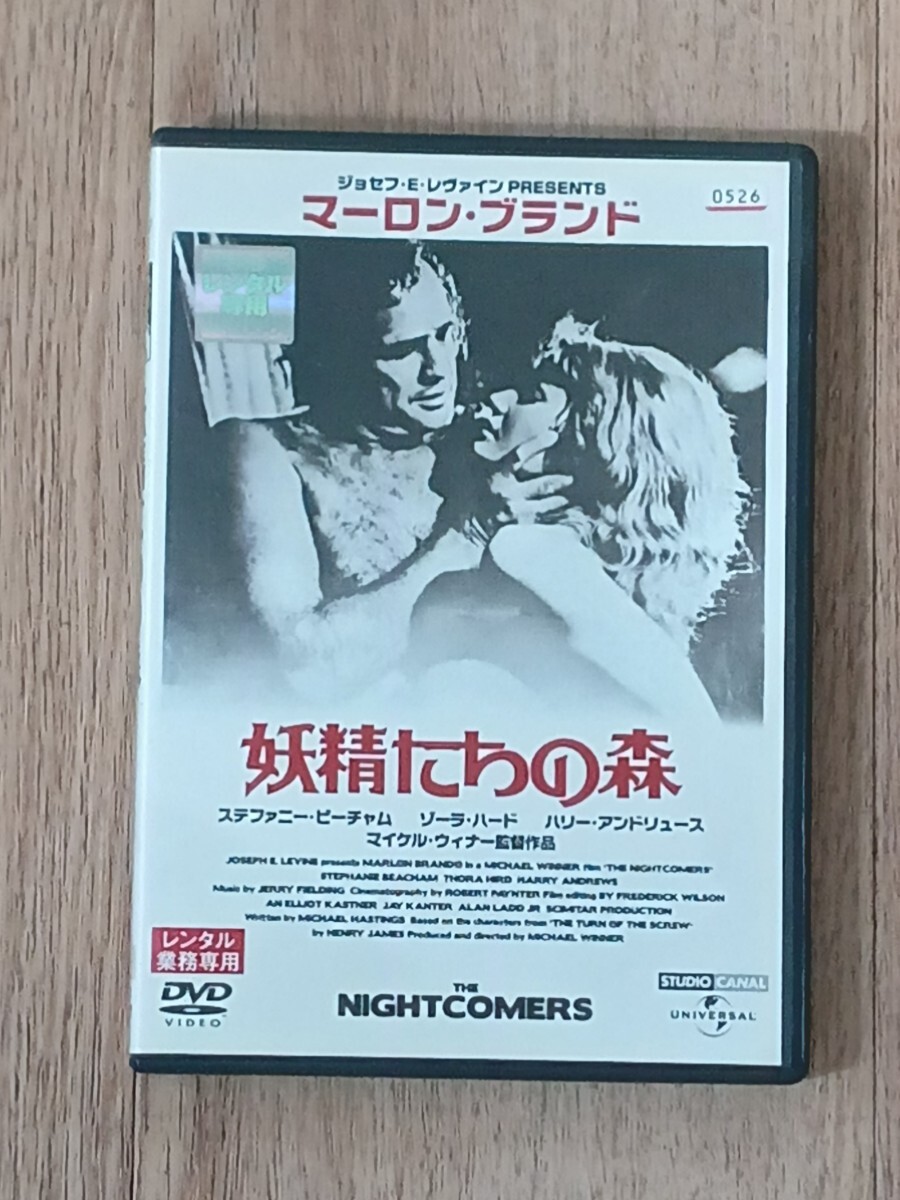 ジョセフ・E・レヴァイン PRESENTS
マーロン・ブランド
0526
レンタル
専用
妖精たちの森
ステファニー・ビーチャム ソーラ・ハード ハリー・アンドリュース
マイケル・ウィナー監督作品
JOSEPH E. LEVINE presents MARLON BRANDO in a MICHAEL WINNER film "THE NIGHTCOMERS"
STEPHANIE BEACHAM THORA HIRD HARRY ANDREWS
Music by JERRY FIELDING Cinematography by ROBERT PAYNTER Film editing BY FREDERICK WILSON
AN ELLIOT KASTNER JAY KANTER ALAN LADD JR SCIMITAR PRODUCTION
Written by MICHAEL HASTINGS Based on the characters from "THE TURN OF THE SCREW"
by HENRY JAMES Produced and directed by MICHAEL WINNER
レンタル
業務専用
DVD
VIDEO
THE
NIGHTCOMERS
STUDIO CANAL
UNIVERSAL